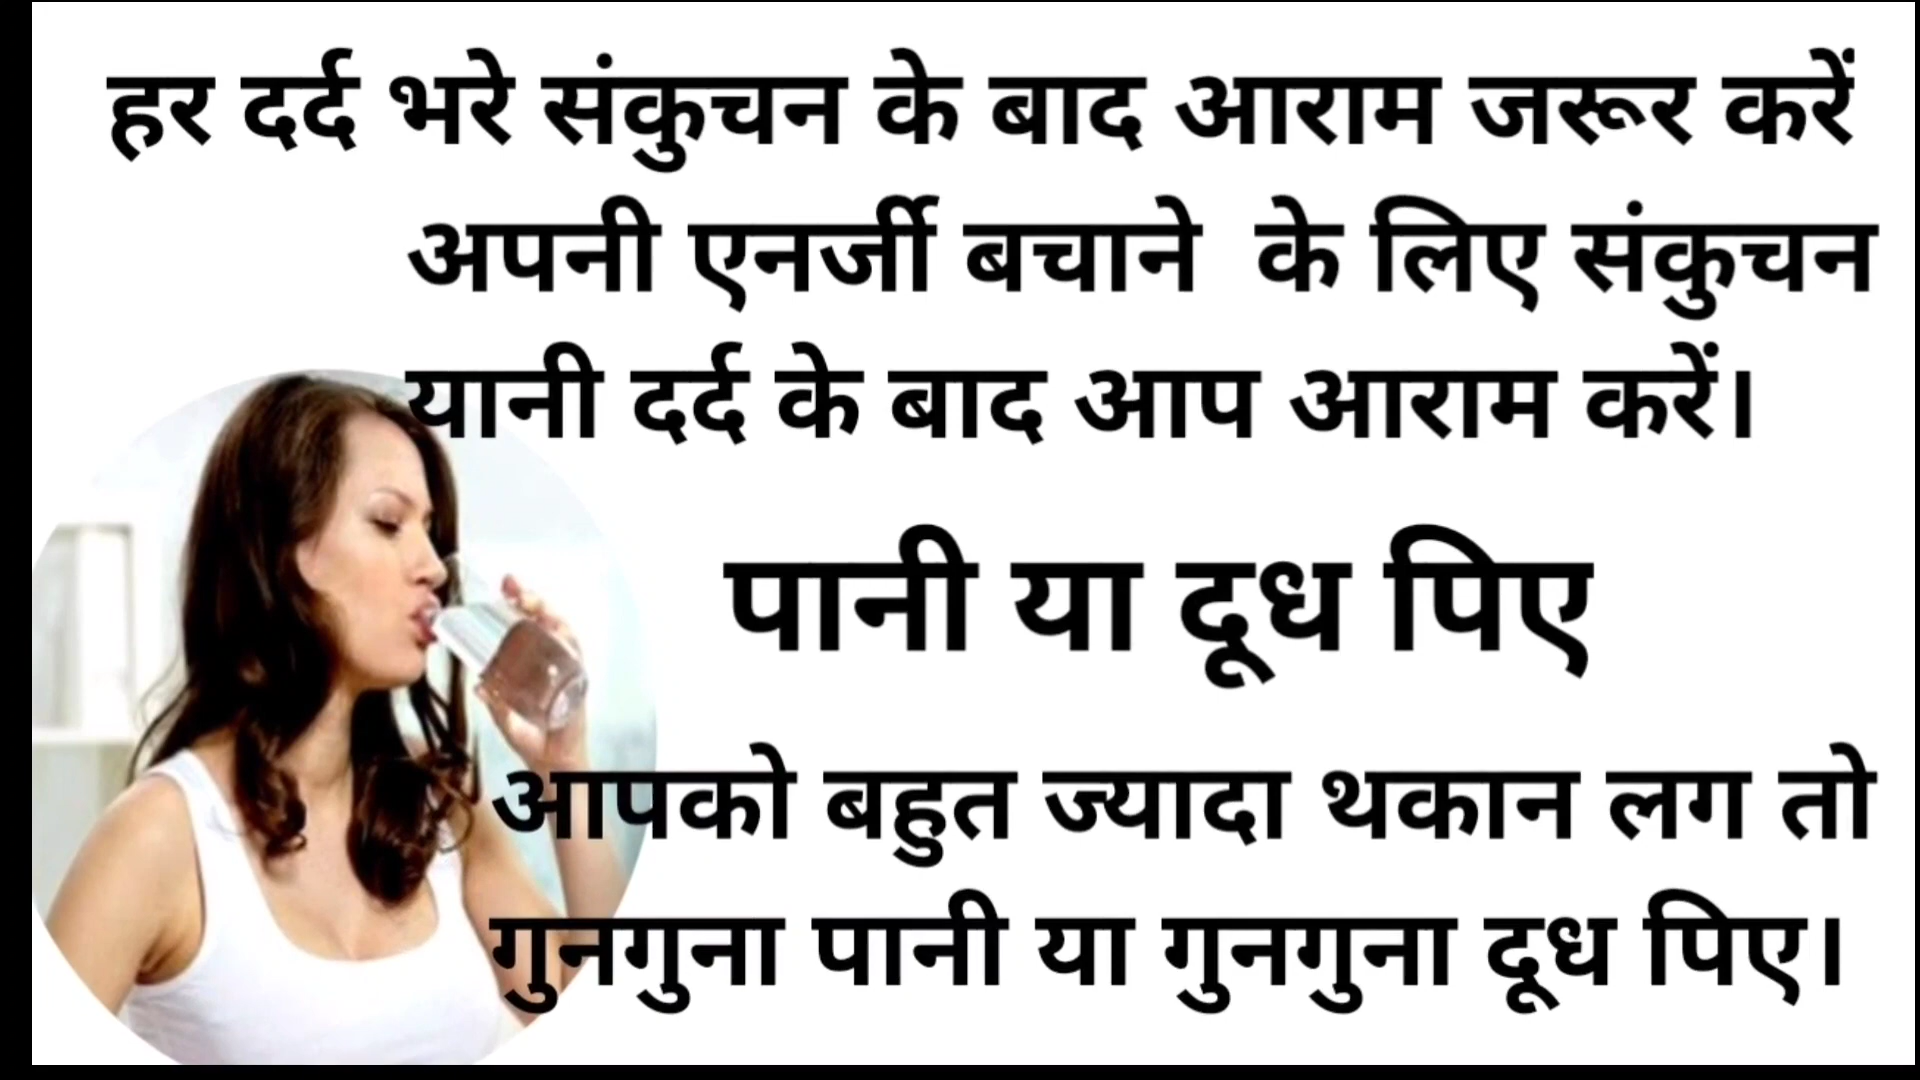 हर दर्द भरे संकुचन के बाद आराम जरूर करें
अपनी एनर्जी बचाने के लिए संकुचन
यानी दर्द के बाद आप आराम करें।
पानी या दूध पिए
आपको बहुत ज्यादा थकान लग तो
गुनगुना पानी या गुनगुना दूध पिए।